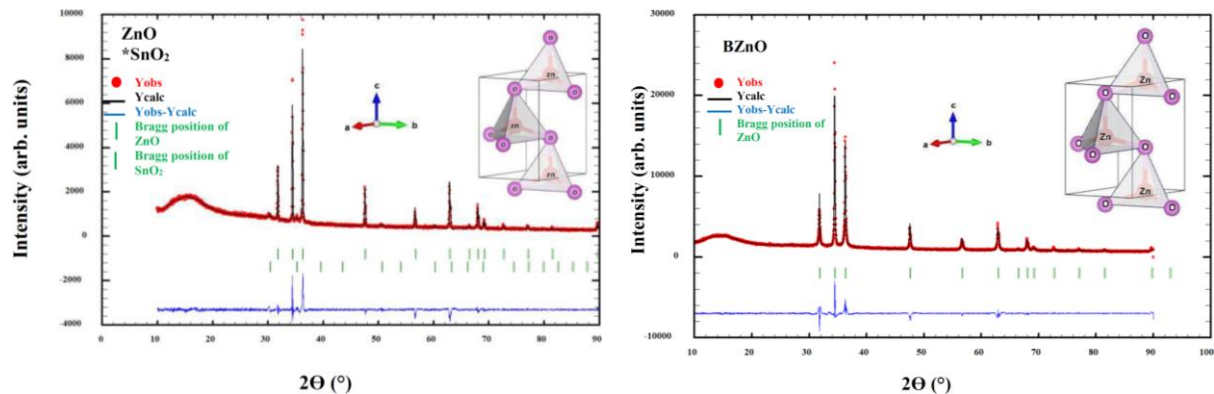 ZnO
*SnO₂
Yobs
Ycalc
Yobs-Ycalc
Bragg position of
ZnO
Bragg position of
SnO₂
Intensity (arb. units)
10000
8000
6000
4000
2000
0
-2000
-4000
0 10 20 30 40 50 60 70 80 90
2Θ (°)
c
a b
O
zn
O O
zn
O O
O
zn
O O
BZnO
Yobs
Ycalc
Yobs-Ycalc
Bragg position of
ZnO
Intensity (arb. units)
30000
20000
10000
0
-10000
10 20 30 40 50 60 70 80 90 100
2Θ (°)
c
a b
O
Zn
O O
Zn
O O
O
Zn
O O